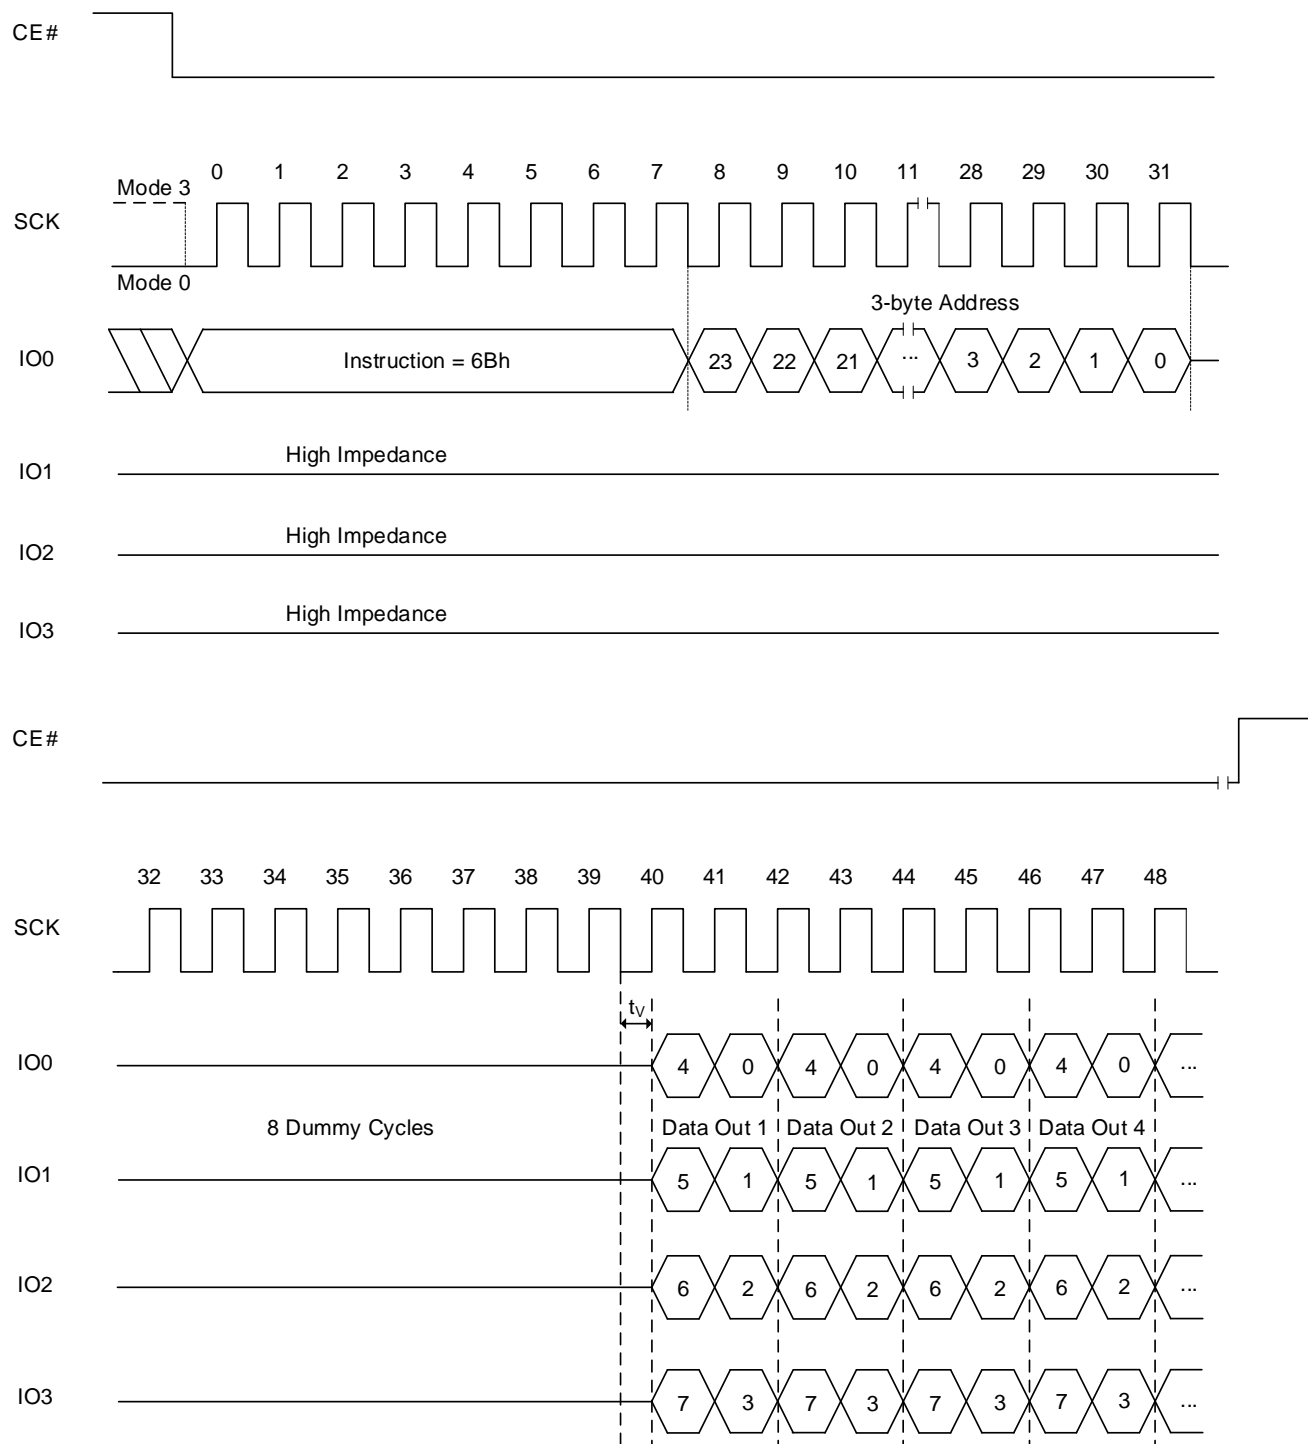 CE#
0 1 2 3 4 5 6 7 8 9 10 11 28 29 30 31
Mode 3
SCK
Mode 0
3-byte Address
IO0 Instruction = 6Bh 23 22 21 ... 3 2 1 0
High Impedance
IO1
High Impedance
IO2
High Impedance
IO3
CE#
32 33 34 35 36 37 38 39 40 41 42 43 44 45 46 47 48
SCK
tV
IO0 4 0 4 0 4 0 4 0 ...
8 Dummy Cycles Data Out 1 Data Out 2 Data Out 3 Data Out 4
IO1 5 1 5 1 5 1 5 1 ...
IO2 6 2 6 2 6 2 6 2 ...
IO3 7 3 7 3 7 3 7 3 ...